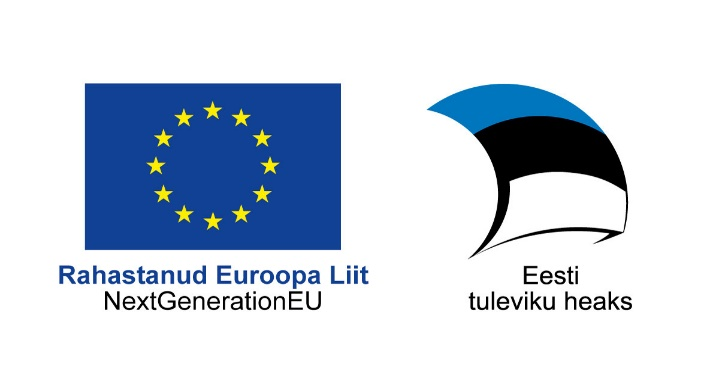 Rahastanud Euroopa Liit
NextGenerationEU
Eesti
tuleviku heaks